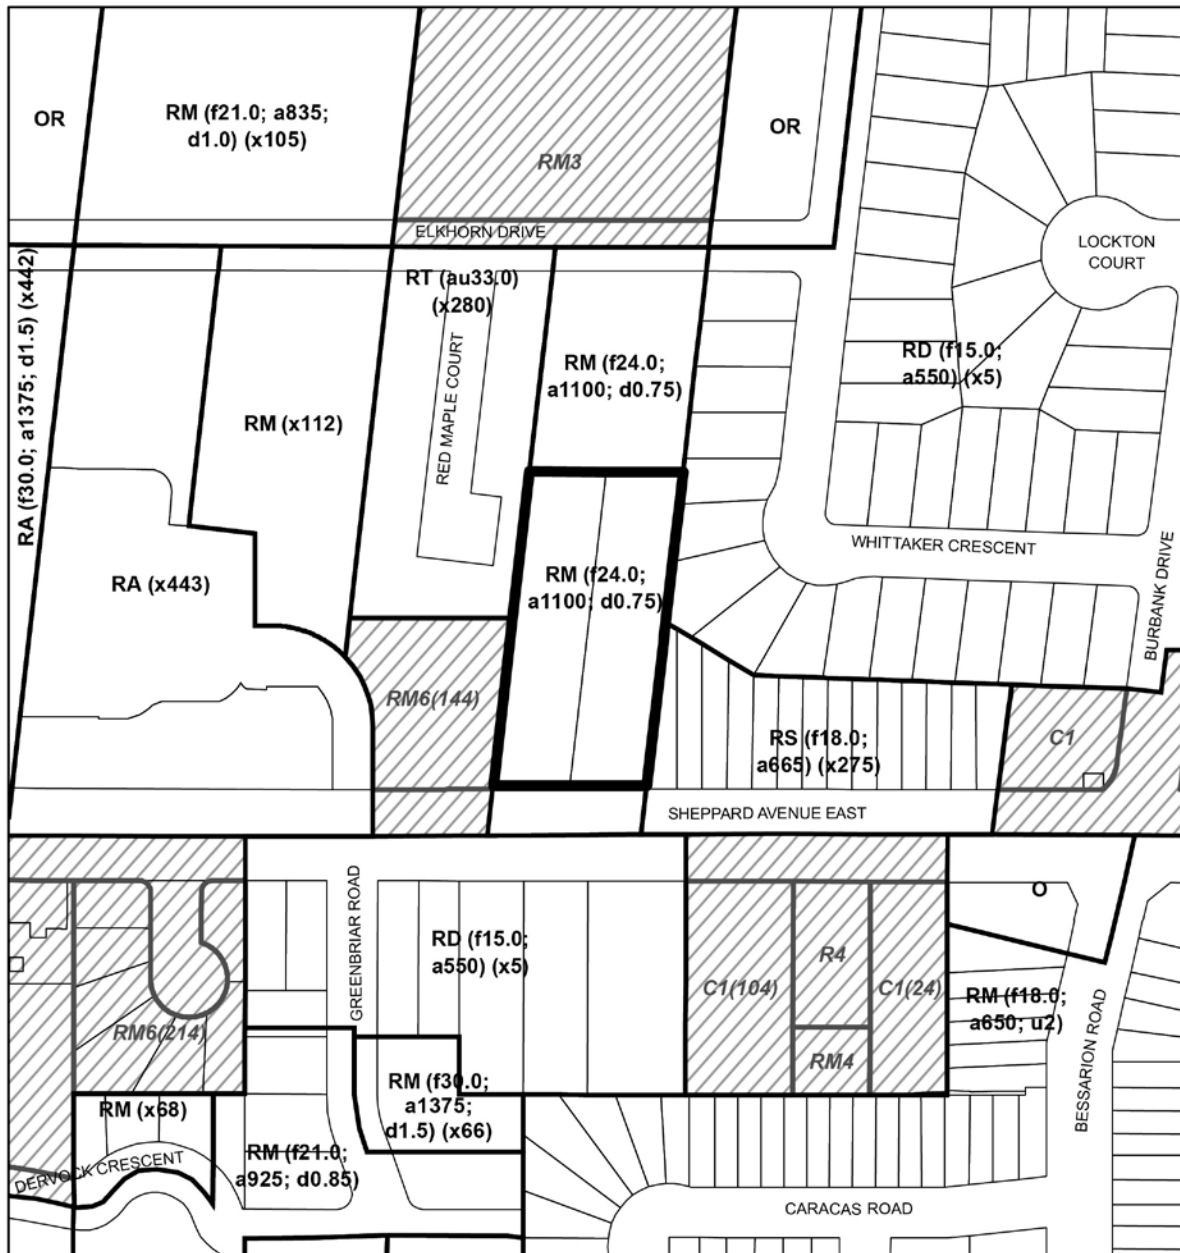 OR
RM (f21.0; a835;
d1.0) (x105)
RM3
OR
ELKHORN DRIVE
LOCKTON
COURT
RA (f30.0; a1375; d1.5) (x442)
RT (au33.0)
(x280)
RED MAPLE COURT
RM (f24.0;
a1100; d0.75)
RD (f15.0;
a550) (x5)
RM (x112)
WHITTAKER CRESCENT
BURBANK DRIVE
RA (x443)
RM (f24.0;
a1100; d0.75)
RM6(144)
RS (f18.0;
a665) (x275)
C1
SHEPPARD AVENUE EAST
GREENBRIAR ROAD
RD (f15.0;
a550) (x5)
C1(104)
R4
C1(24)
O
RM (f18.0;
a650; u2)
RM6(214)
RM4
BESSARION ROAD
RM (x68)
RM (f30.0;
a1375;
d1.5) (x66)
DERVOCK CRESCENT
RM (f21.0;
a925; d0.85)
CARACAS ROAD